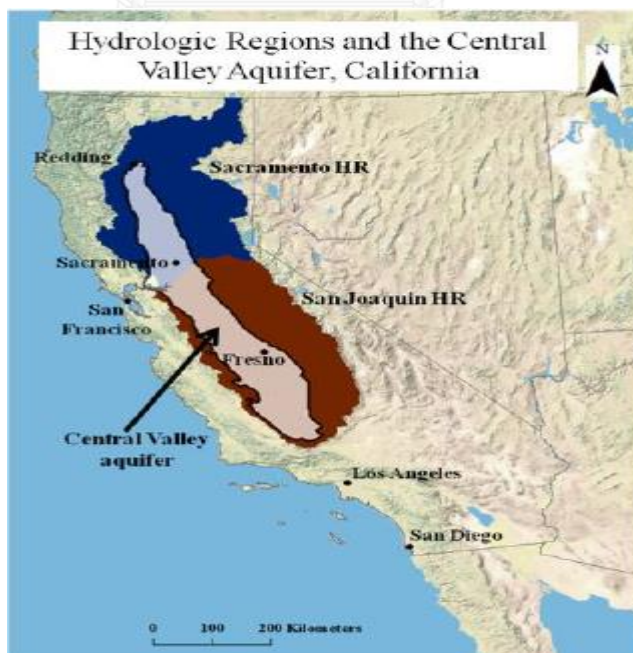 Hydrologic Regions and the Central
Valley Aquifer, California
N
Redding
Sacramento HR
Sacramento
San Joaquin HR
San
Francisco
Fresno
Central Valley
aquifer
Los Angeles
San Diego
0 100 200 Kilometers